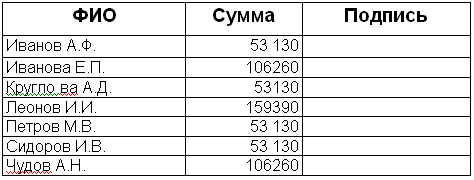 ФИО Сумма Подпись
Иванов А.Ф. 53 130
Иванова Е.П. 106260
Кругло ва А.Д. 53130
Леонов И.И. 159390
Петров М.В. 53 130
Сидоров И.В. 53 130
Чудов А.Н. 106260